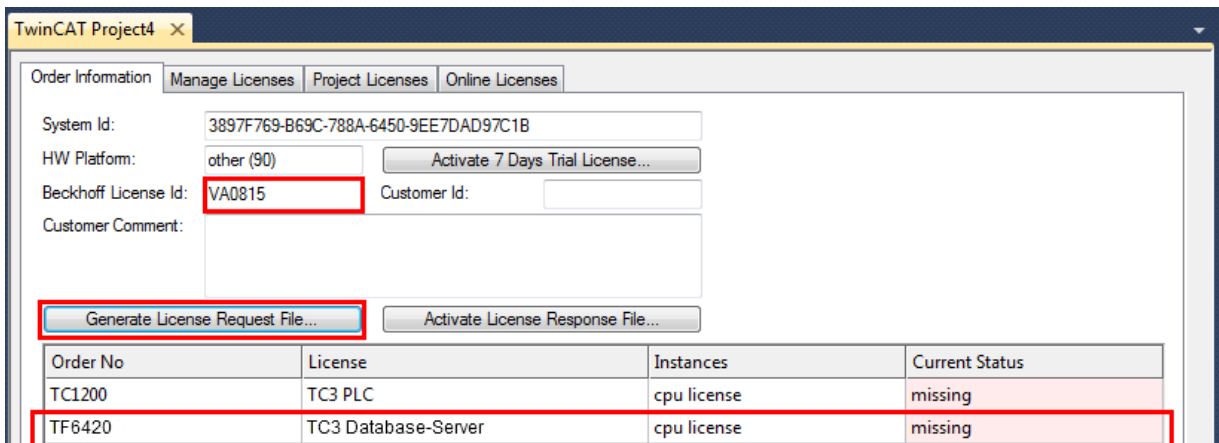 TwinCAT Project4
Order Information Manage Licenses Project Licenses Online Licenses
System Id: 3897F769-B69C-788A-6450-9EE7DAD97C1B
HW Platform: other (90) Activate 7 Days Trial License...
Beckhoff License Id: VA0815 Customer Id:
Customer Comment:
Generate License Request File... Activate License Response File...
Order No License Instances Current Status
TC1200 TC3 PLC cpu license missing
TF6420 TC3 Database-Server cpu license missing